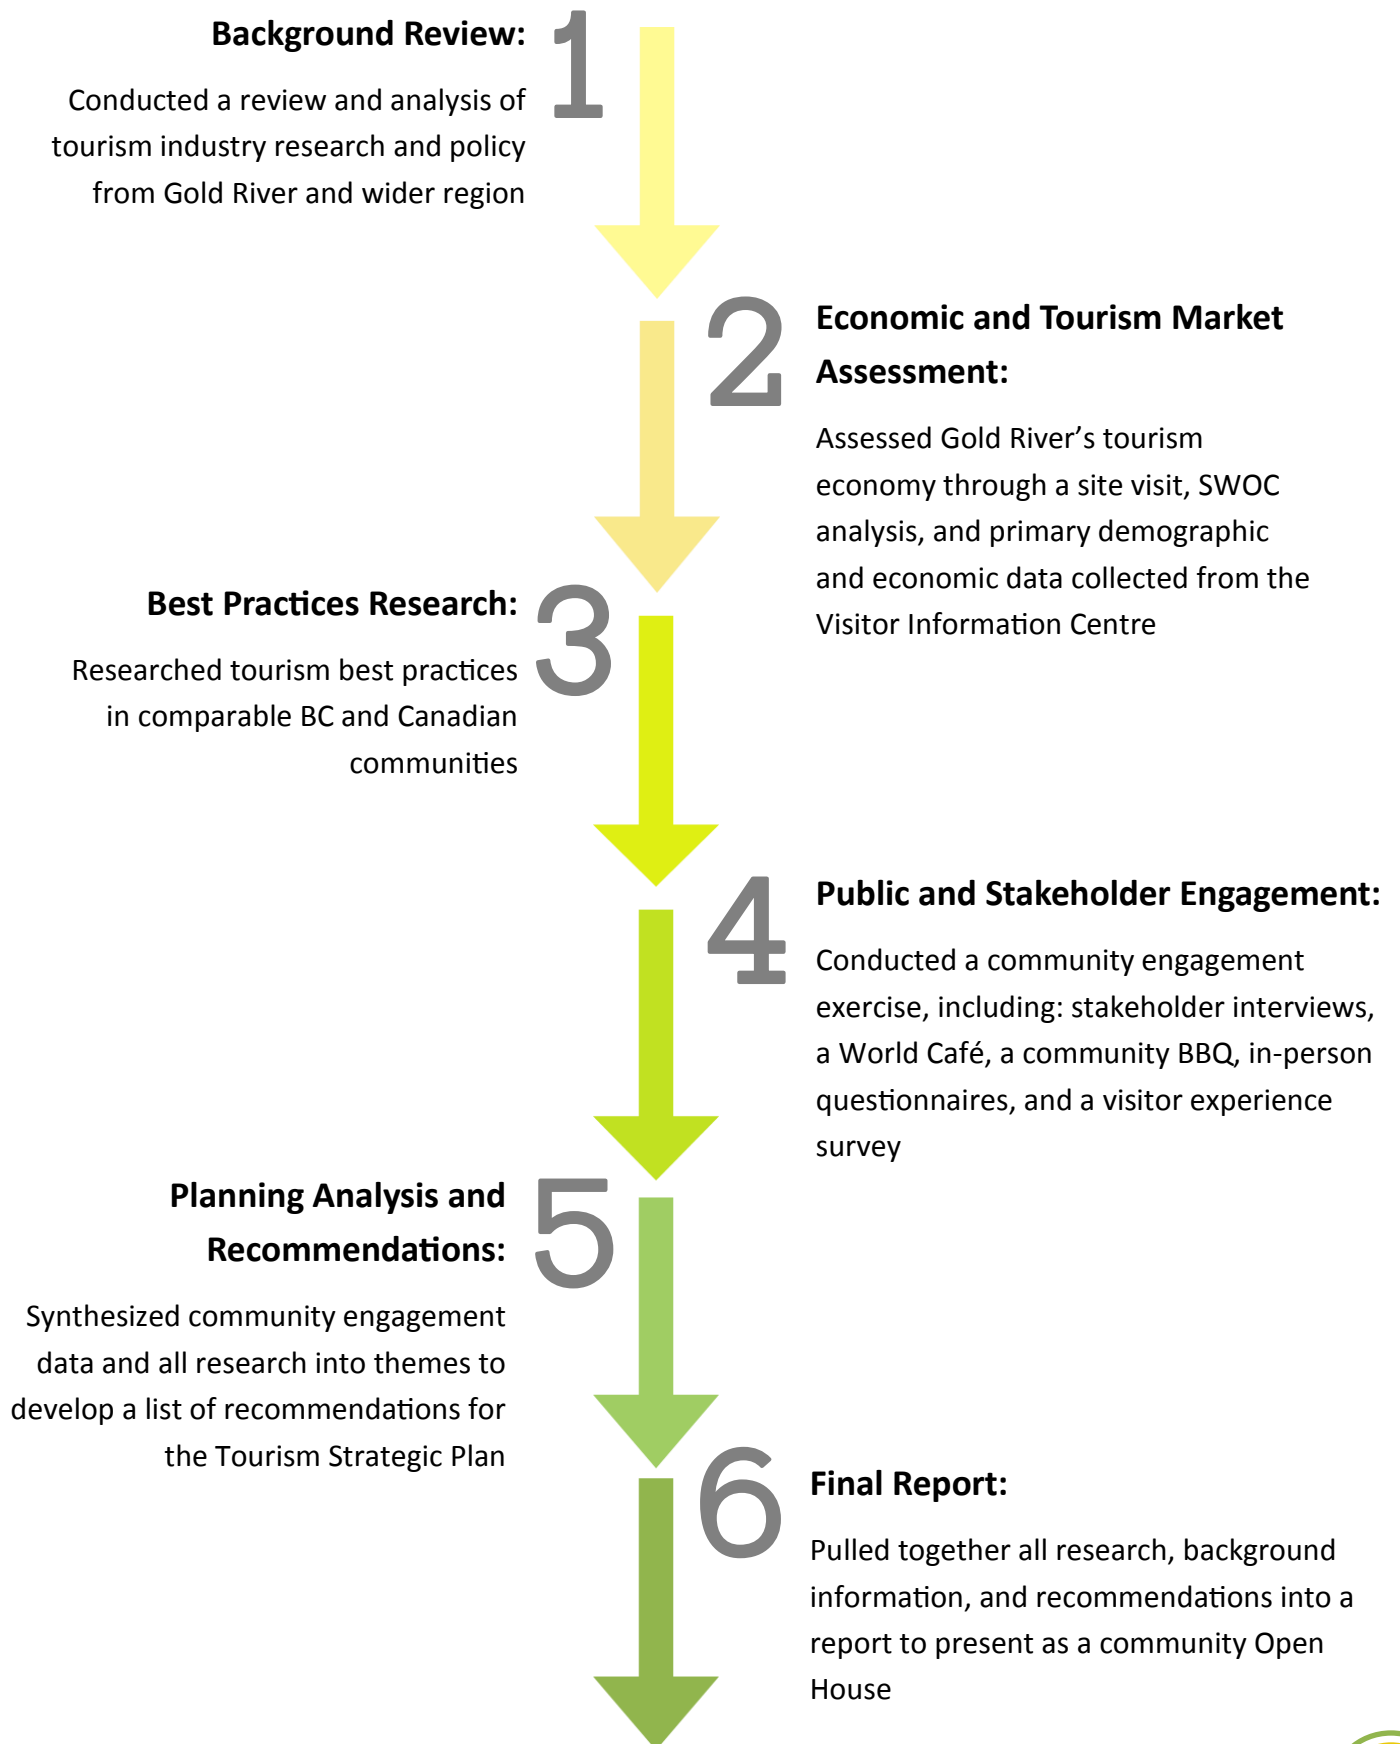 1
Background Review:
Conducted a review and analysis of
tourism industry research and policy
from Gold River and wider region
2
Economic and Tourism Market
Assessment:
Assessed Gold River’s tourism
economy through a site visit, SWOC
analysis, and primary demographic
and economic data collected from the
Visitor Information Centre
3
Best Practices Research:
Researched tourism best practices
in comparable BC and Canadian
communities
4
Public and Stakeholder Engagement:
Conducted a community engagement
exercise, including: stakeholder interviews,
a World Café, a community BBQ, in-person
questionnaires, and a visitor experience
survey
5
Planning Analysis and
Recommendations:
Synthesized community engagement
data and all research into themes to
develop a list of recommendations for
the Tourism Strategic Plan
6
Final Report:
Pulled together all research, background
information, and recommendations into a
report to present as a community Open
House